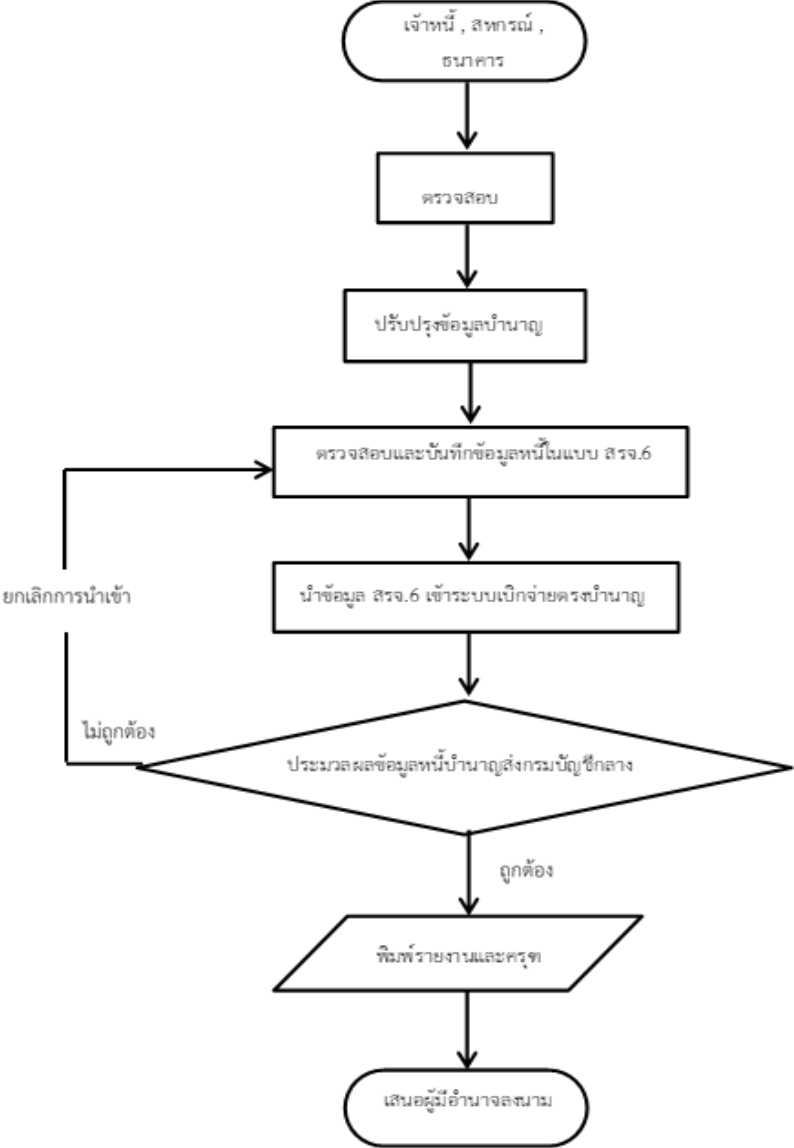 เจ้าหนี้ , สหกรณ์ ,
ธนาคาร
ตรวจสอบ
ปรับปรุงข้อมูลบำนาญ
ตรวจสอบและบันทึกข้อมูลหนี้ในแบบ สรจ.6
ยกเลิกการนำเข้า
นำข้อมูล สรจ.6 เข้าระบบเบิกจ่ายตรงบำนาญ
ไม่ถูกต้อง
ประมวลผลข้อมูลหนี้บำนาญส่งกรมบัญชีกลาง
ถูกต้อง
พิมพ์รายงานและครุฑ
เสนอผู้มีอำนาจลงนาม